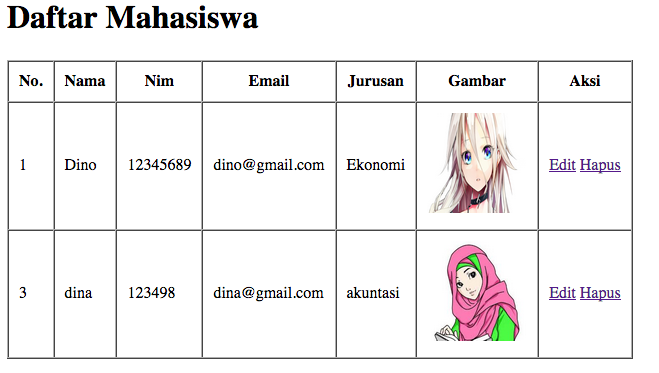 Daftar Mahasiswa
No. Nama Nim Email Jurusan Gambar Aksi
1 Dino 12345689 dino@gmail.com Ekonomi Edit Hapus
3 dina 123498 dina@gmail.com akuntasi Edit Hapus